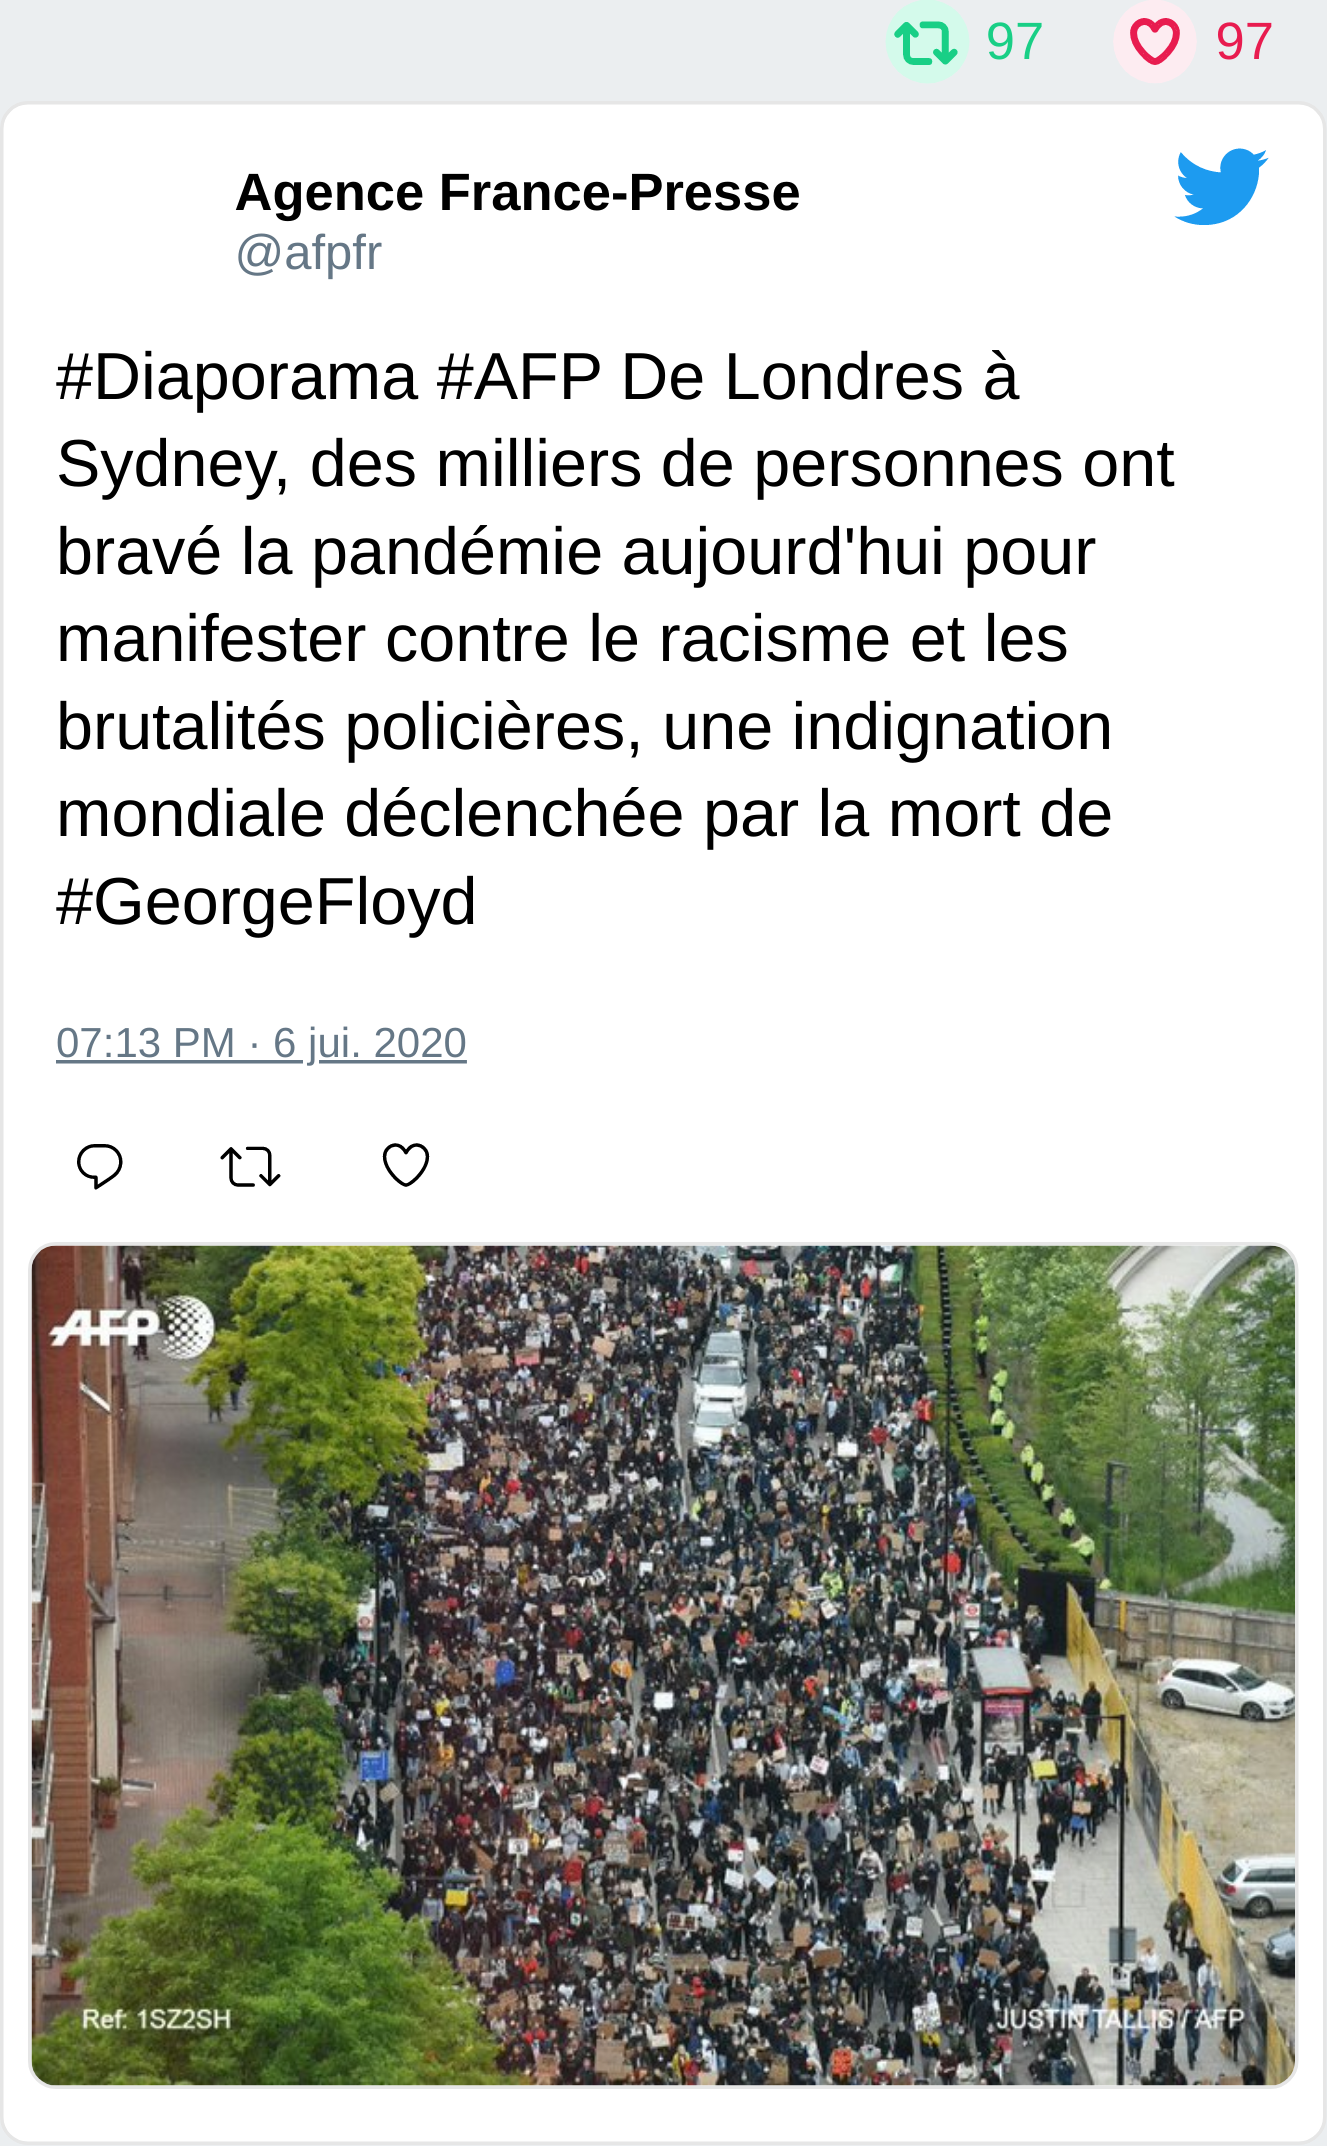 97 97
Agence France-Presse
@afpfr
#Diaporama #AFP De Londres à
Sydney, des milliers de personnes ont
bravé la pandémie aujourd'hui pour
manifester contre le racisme et les
brutalités policières, une indignation
mondiale déclenchée par la mort de
#GeorgeFloyd
07:13 PM · 6 jui. 2020
AFP
Ref: 1SZ2SH
JUSTIN TALLIS / AFP